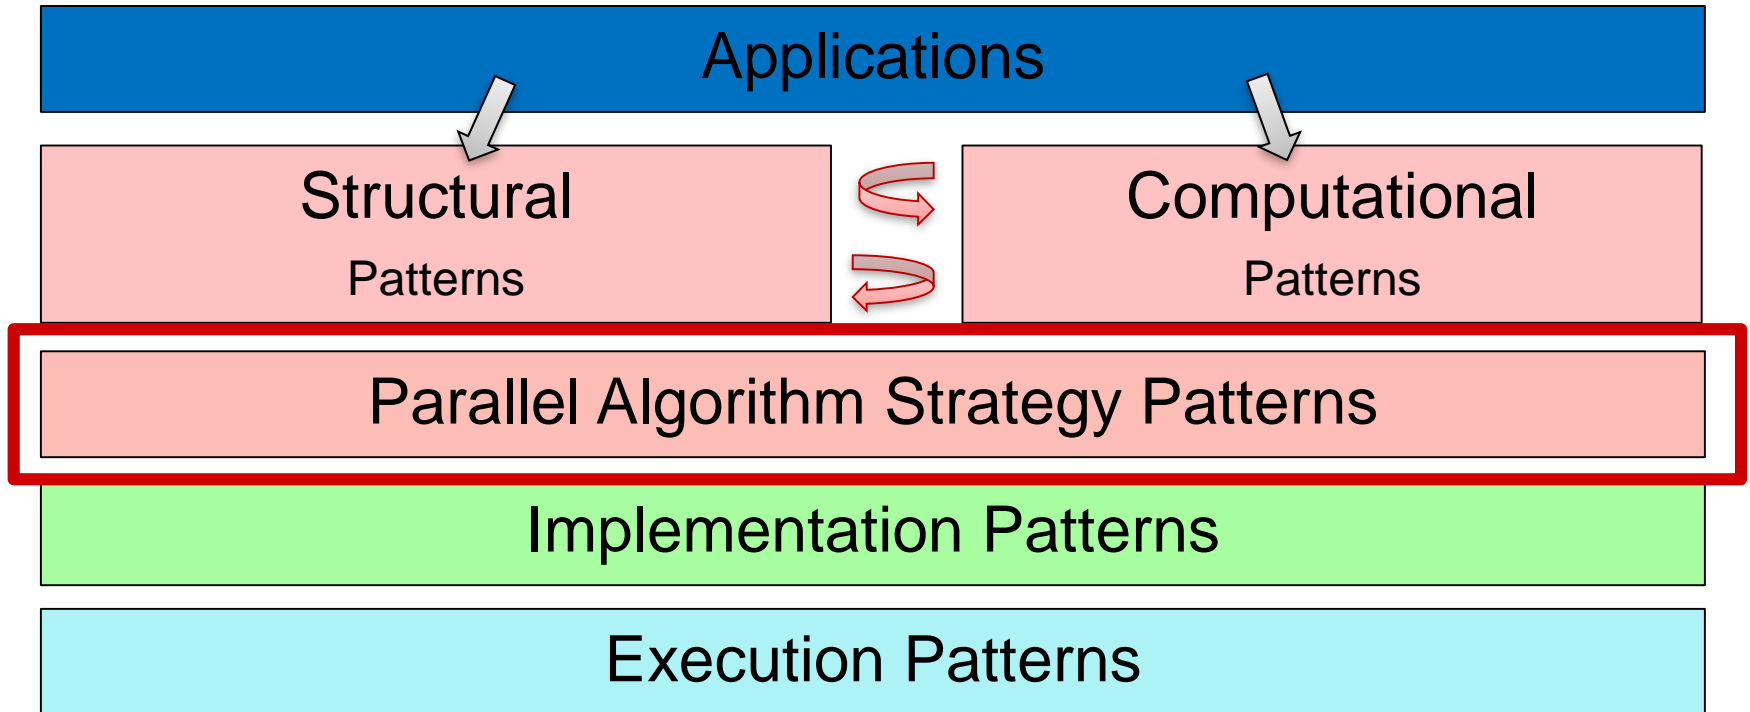 Applications
Structural
Patterns
Computational
Patterns
Parallel Algorithm Strategy Patterns
Implementation Patterns
Execution Patterns